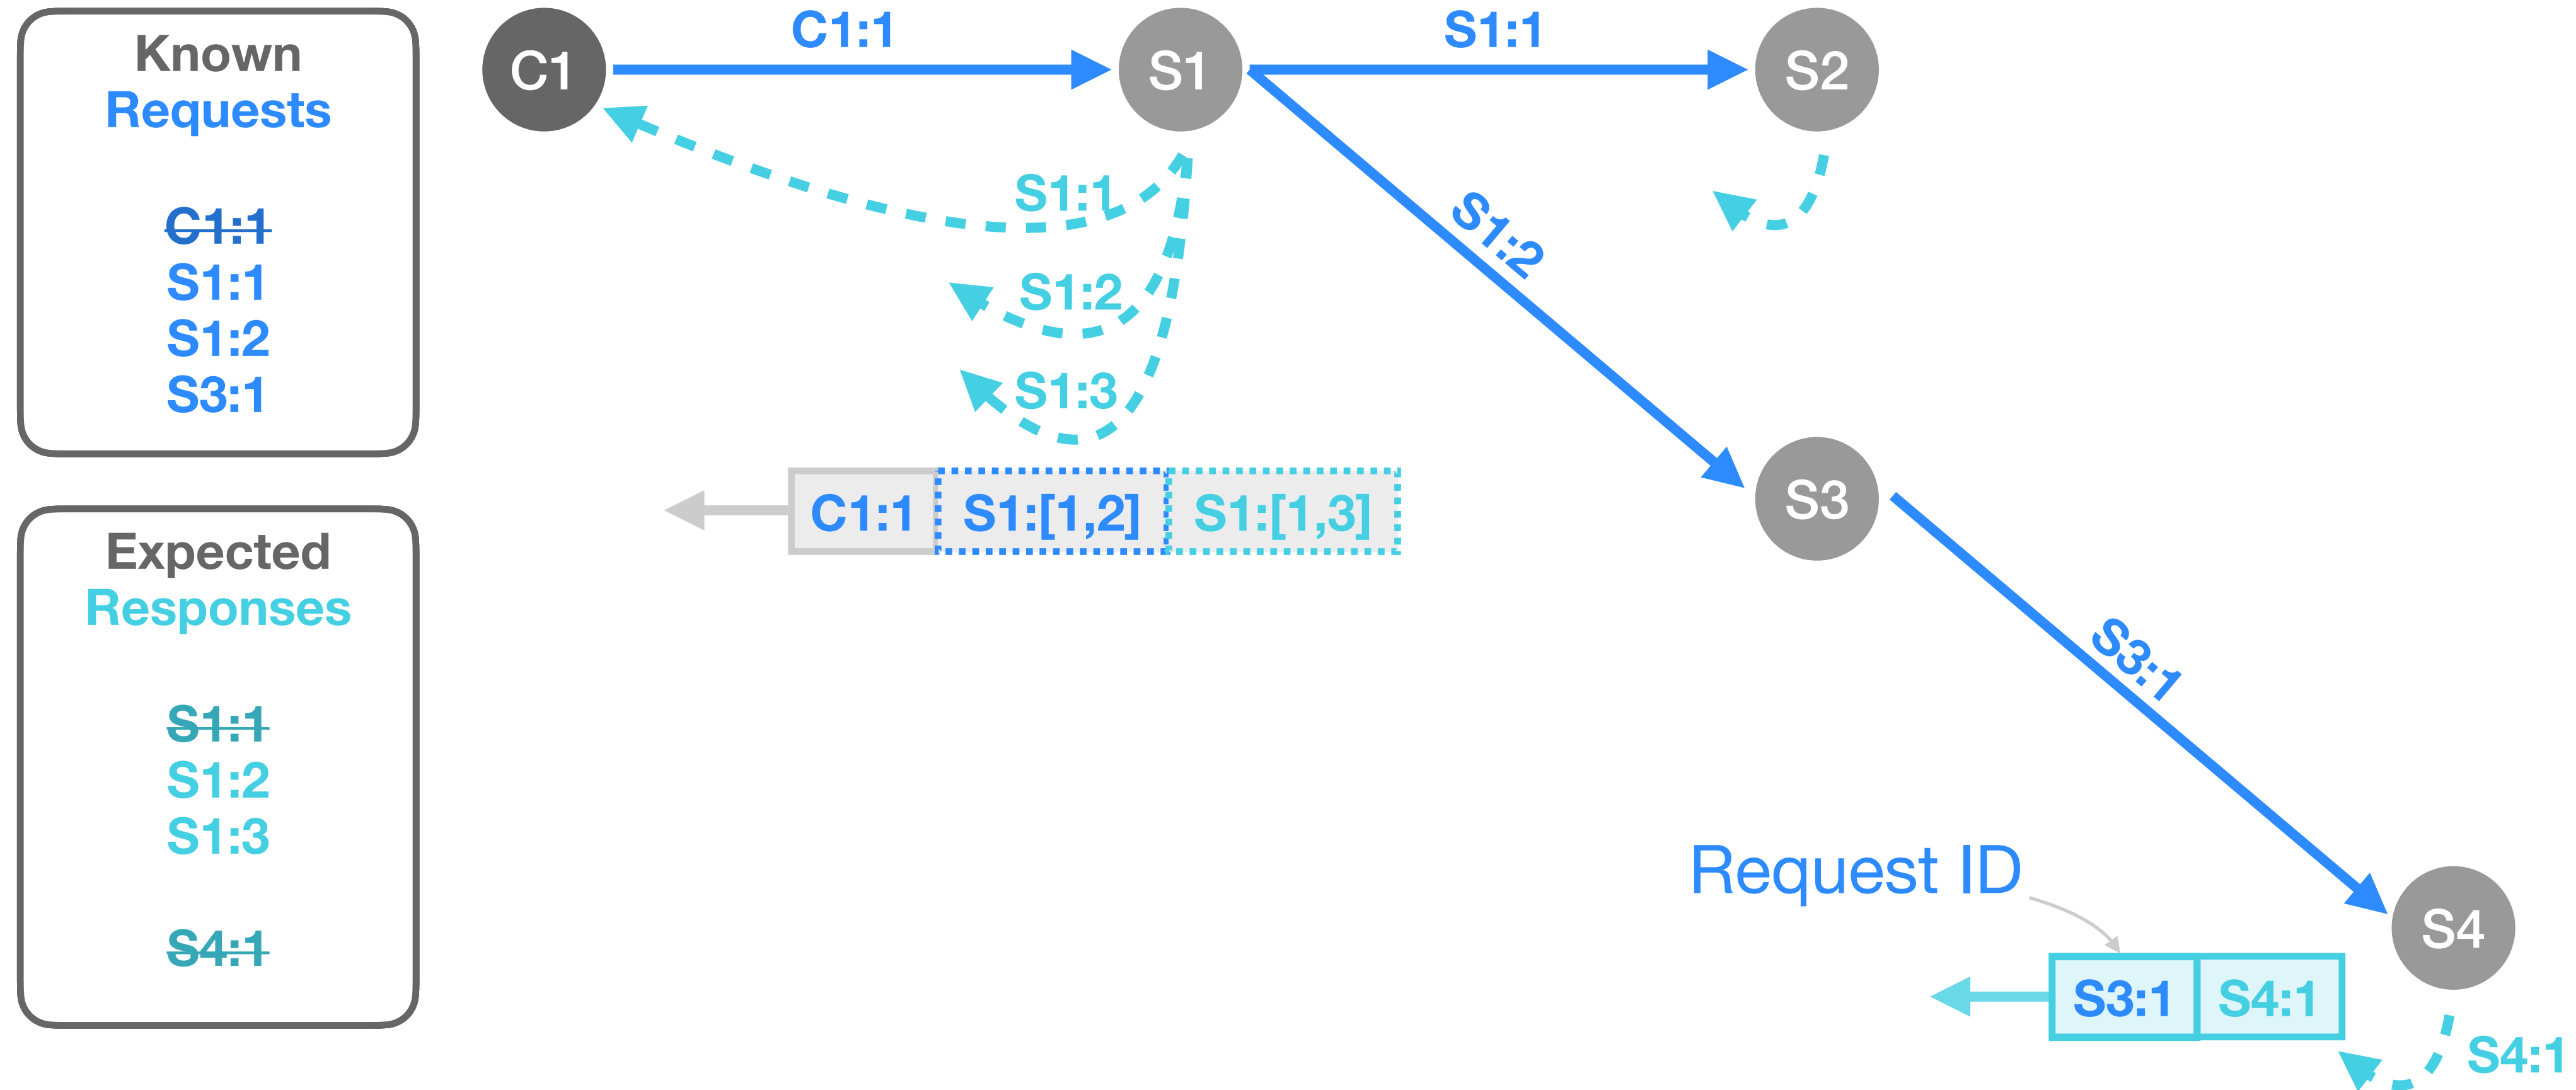 Known
Requests
C1:1
S1:1
S1:2
S3:1
Expected
Responses
S1:1
S1:2
S1:3
S4:1
C1
C1:1
S1
S1:1
S2
S1:1
S1:2
S1:3
S1:2
C1:1 S1:[1,2] S1:[1,3]
S3
S3:1
Request ID
S4
S3:1 S4:1
S4:1